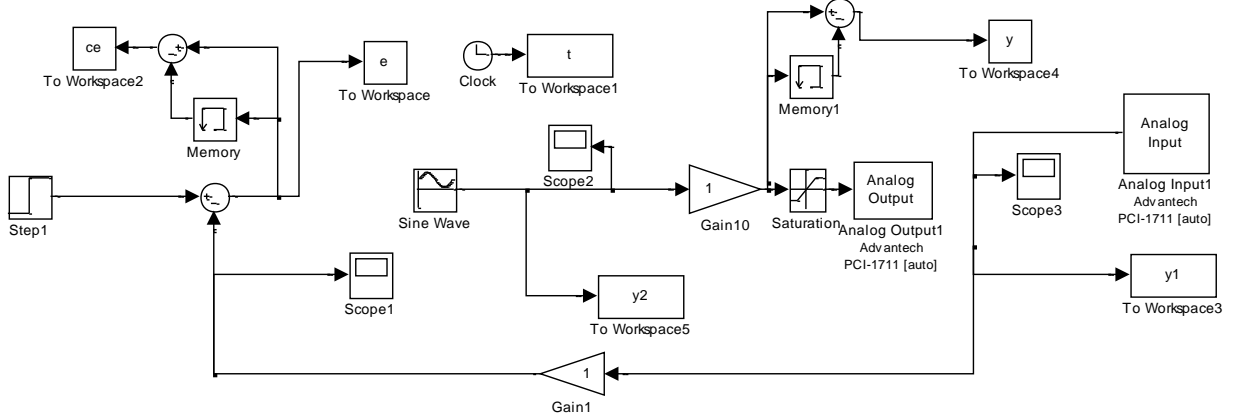 ce
To Workspace2
Memory
e
To Workspace
Clock
t
To Workspace1
y
To Workspace4
Memory1
Step1
Sine Wave
Scope2
1
Gain10
Saturation
Analog
Output
Analog Output1
Advantech
PCI-1711 [auto]
Analog
Input
Analog Input1
Advantech
PCI-1711 [auto]
Scope3
Scope1
y2
To Workspace5
y1
To Workspace3
1
Gain1